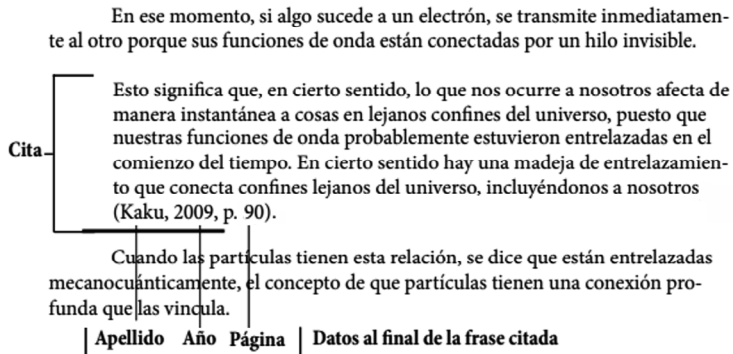 En ese momento, si algo sucede a un electrón, se transmite inmediatamen-
te al otro porque sus funciones de onda están conectadas por un hilo invisible.
Esto significa que, en cierto sentido, lo que nos ocurre a nosotros afecta de
manera instantánea a cosas en lejanos confines del universo, puesto que
nuestras funciones de onda probablemente estuvieron entrelazadas en el
Cita
comienzo del tiempo. En cierto sentido hay una madeja de entrelazamien-
to que conecta confines lejanos del universo, incluyéndonos a nosotros
(Kaku, 2009, p. 90).
Cuando las partículas tienen esta relación, se dice que están entrelazadas
mecanocuánticamente, el concepto de que partículas tienen una conexión pro-
funda que las vincula.
Apellido Año Página Datos al final de la frase citada